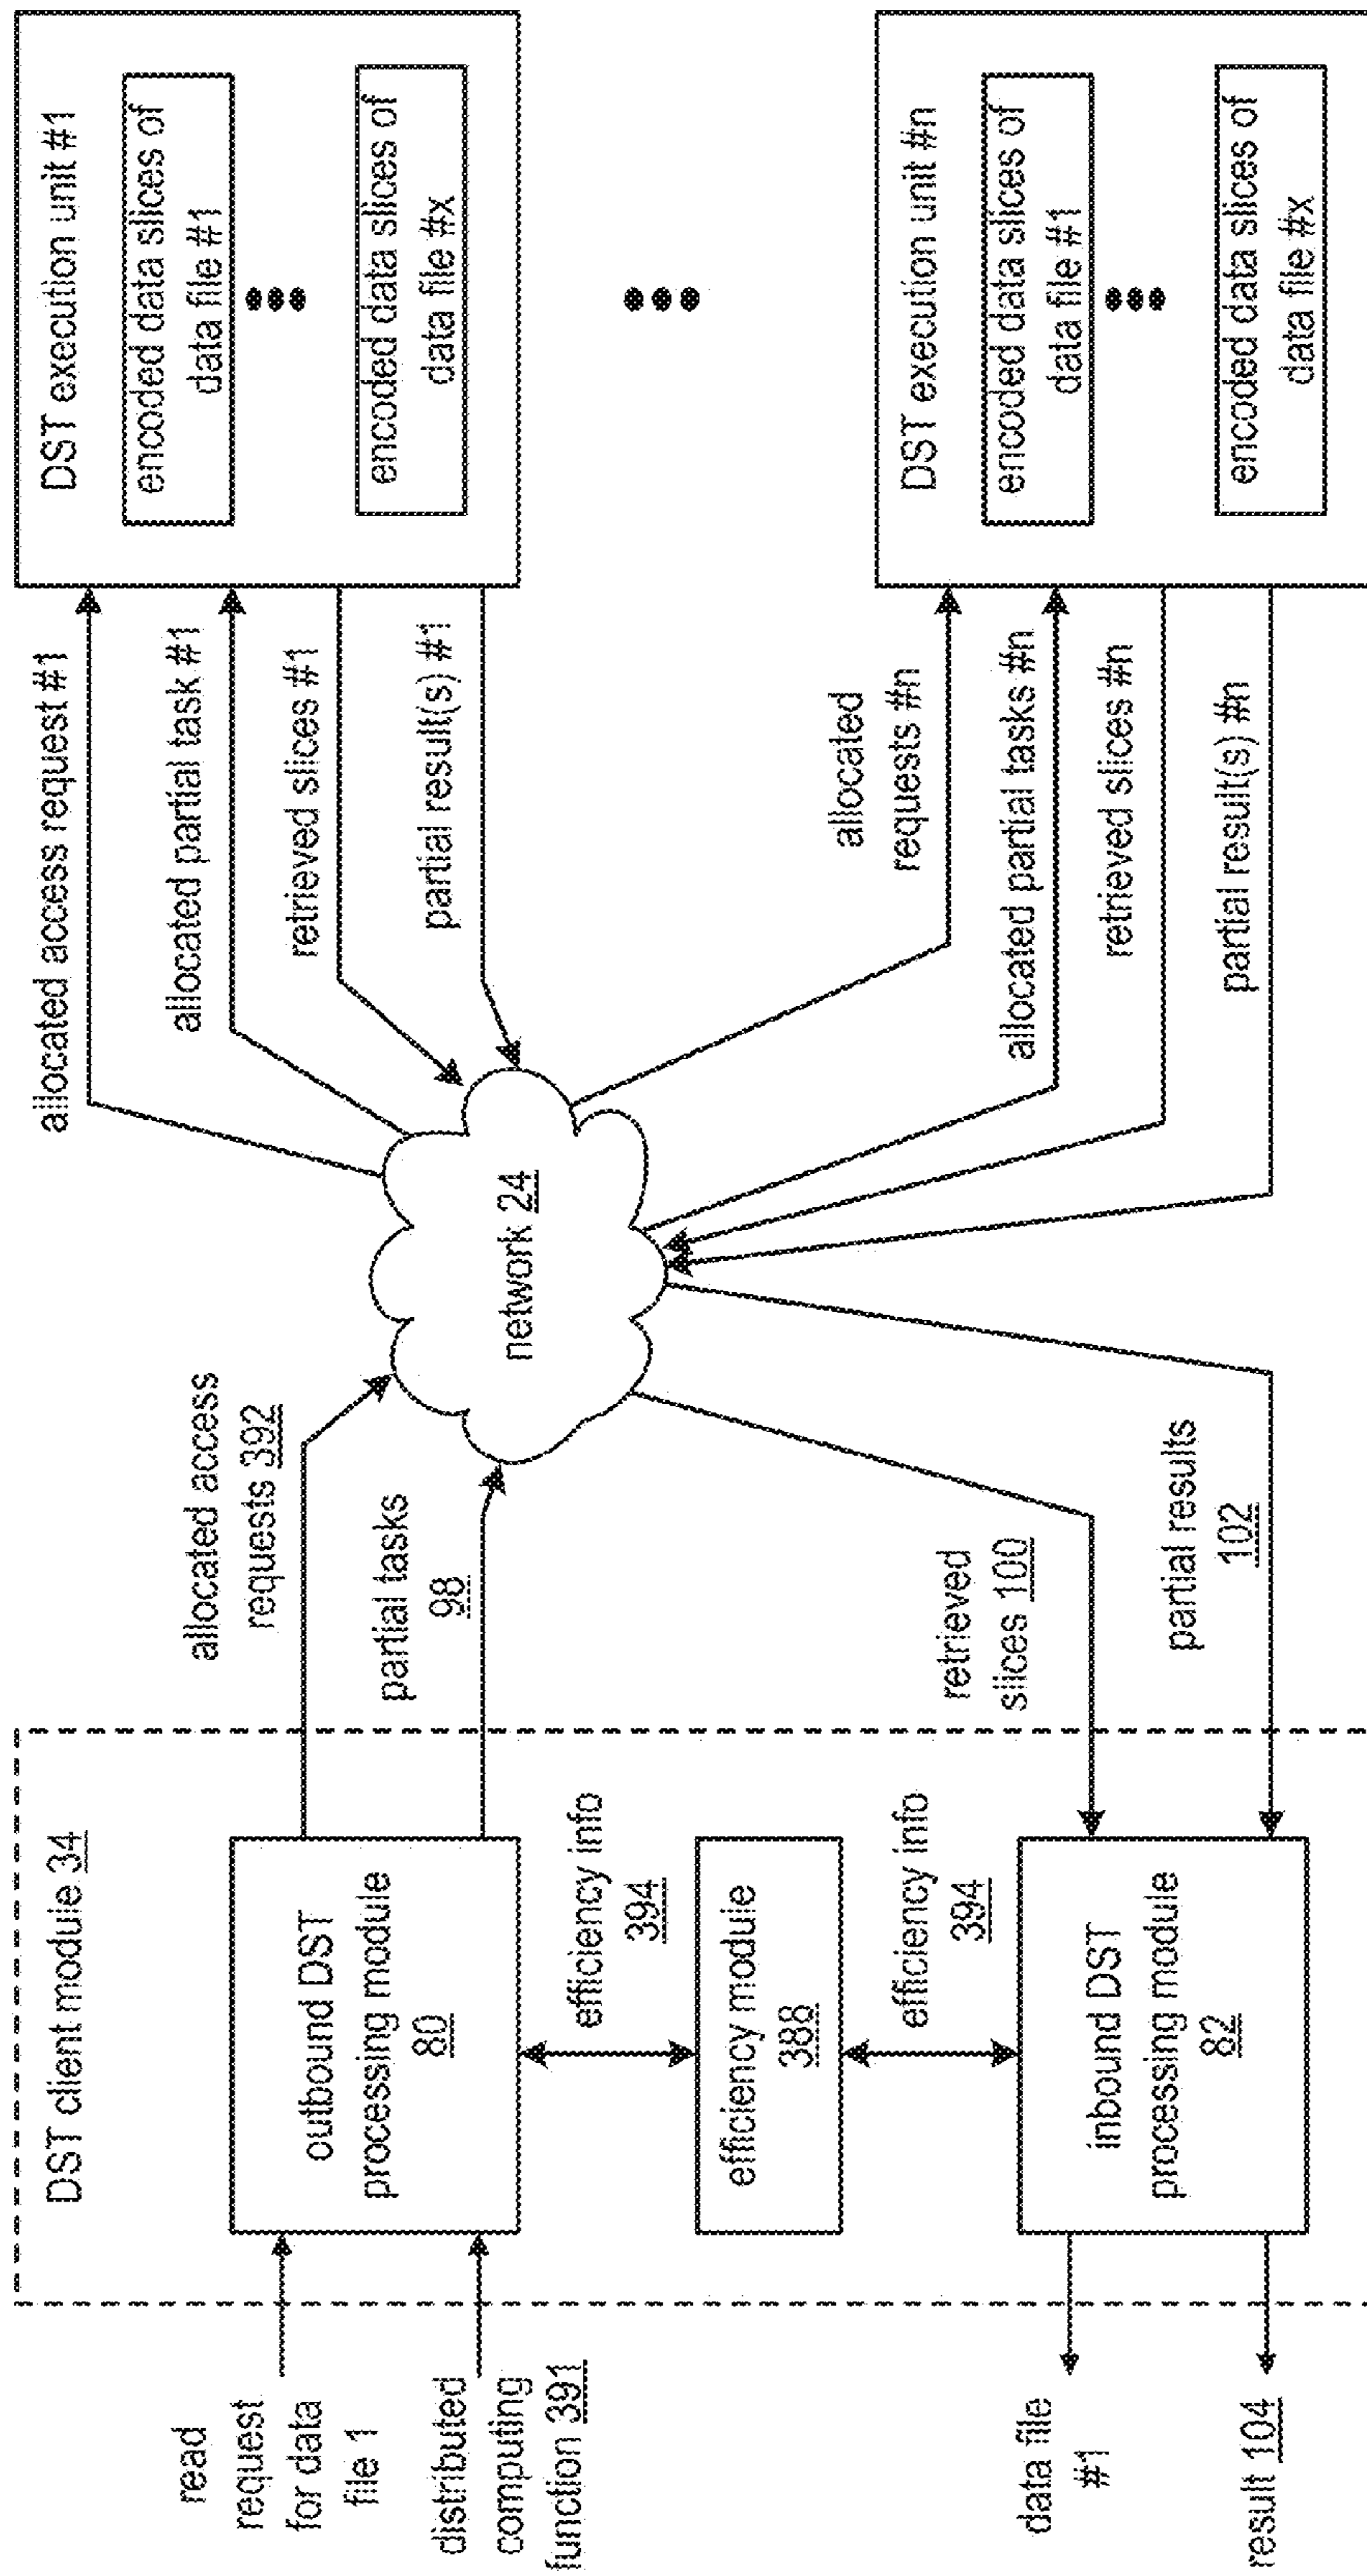 read
request
for data
file 1
distributed
computing
function 391
data file
#1
result 104
DST client module 34
outbound DST
processing module
80
efficiency info
394
efficiency module
388
efficiency info
394
inbound DST
processing module
82
allocated access
requests 392
partial tasks
98
retrieved
slices 100
partial results
102
network 24
allocated access request #1
allocated partial task #1
retrieved slices #1
partial result(s) #1
allocated
requests #n
allocated partial tasks #n
retrieved slices #n
partial result(s) #n
DST execution unit #1
encoded data slices of
data file #1
encoded data slices of
data file #x
DST execution unit #n
encoded data slices of
data file #1
encoded data slices of
data file #x